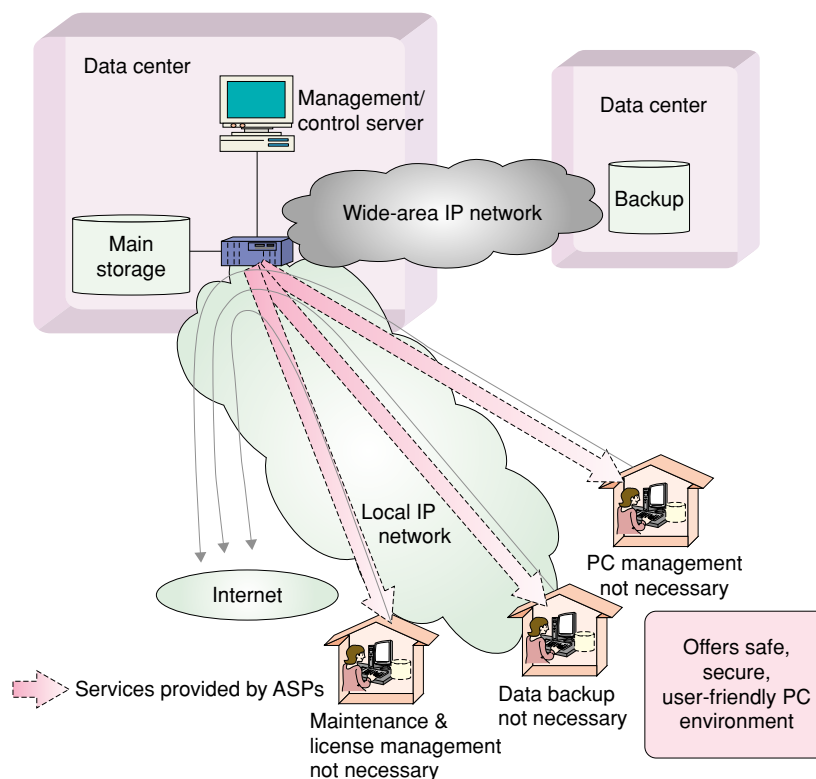 Data center
Management/
control server
Data center
Wide-area IP network
Backup
Main
storage
Local IP
network
PC management
not necessary
Internet
Offers safe,
secure,
user-friendly PC
environment
Services provided by ASPs
Data backup
not necessary
Maintenance &
license management
not necessary